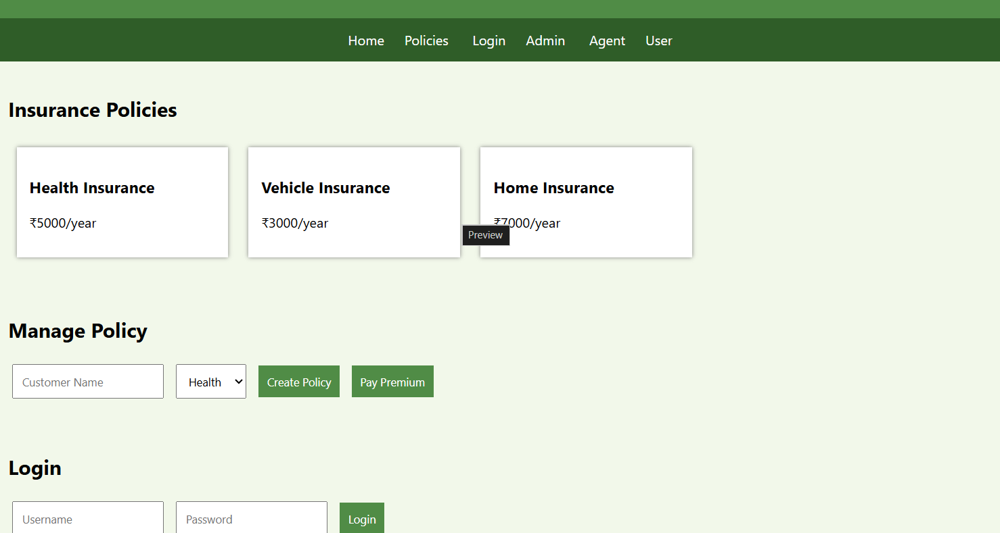 Home Policies Login Admin Agent User
Insurance Policies
Health Insurance Vehicle Insurance Home Insurance
₹5000/year ₹3000/year ₹7000/year
Preview
Manage Policy
Customer Name Health Create Policy Pay Premium
Login
Username Password Login